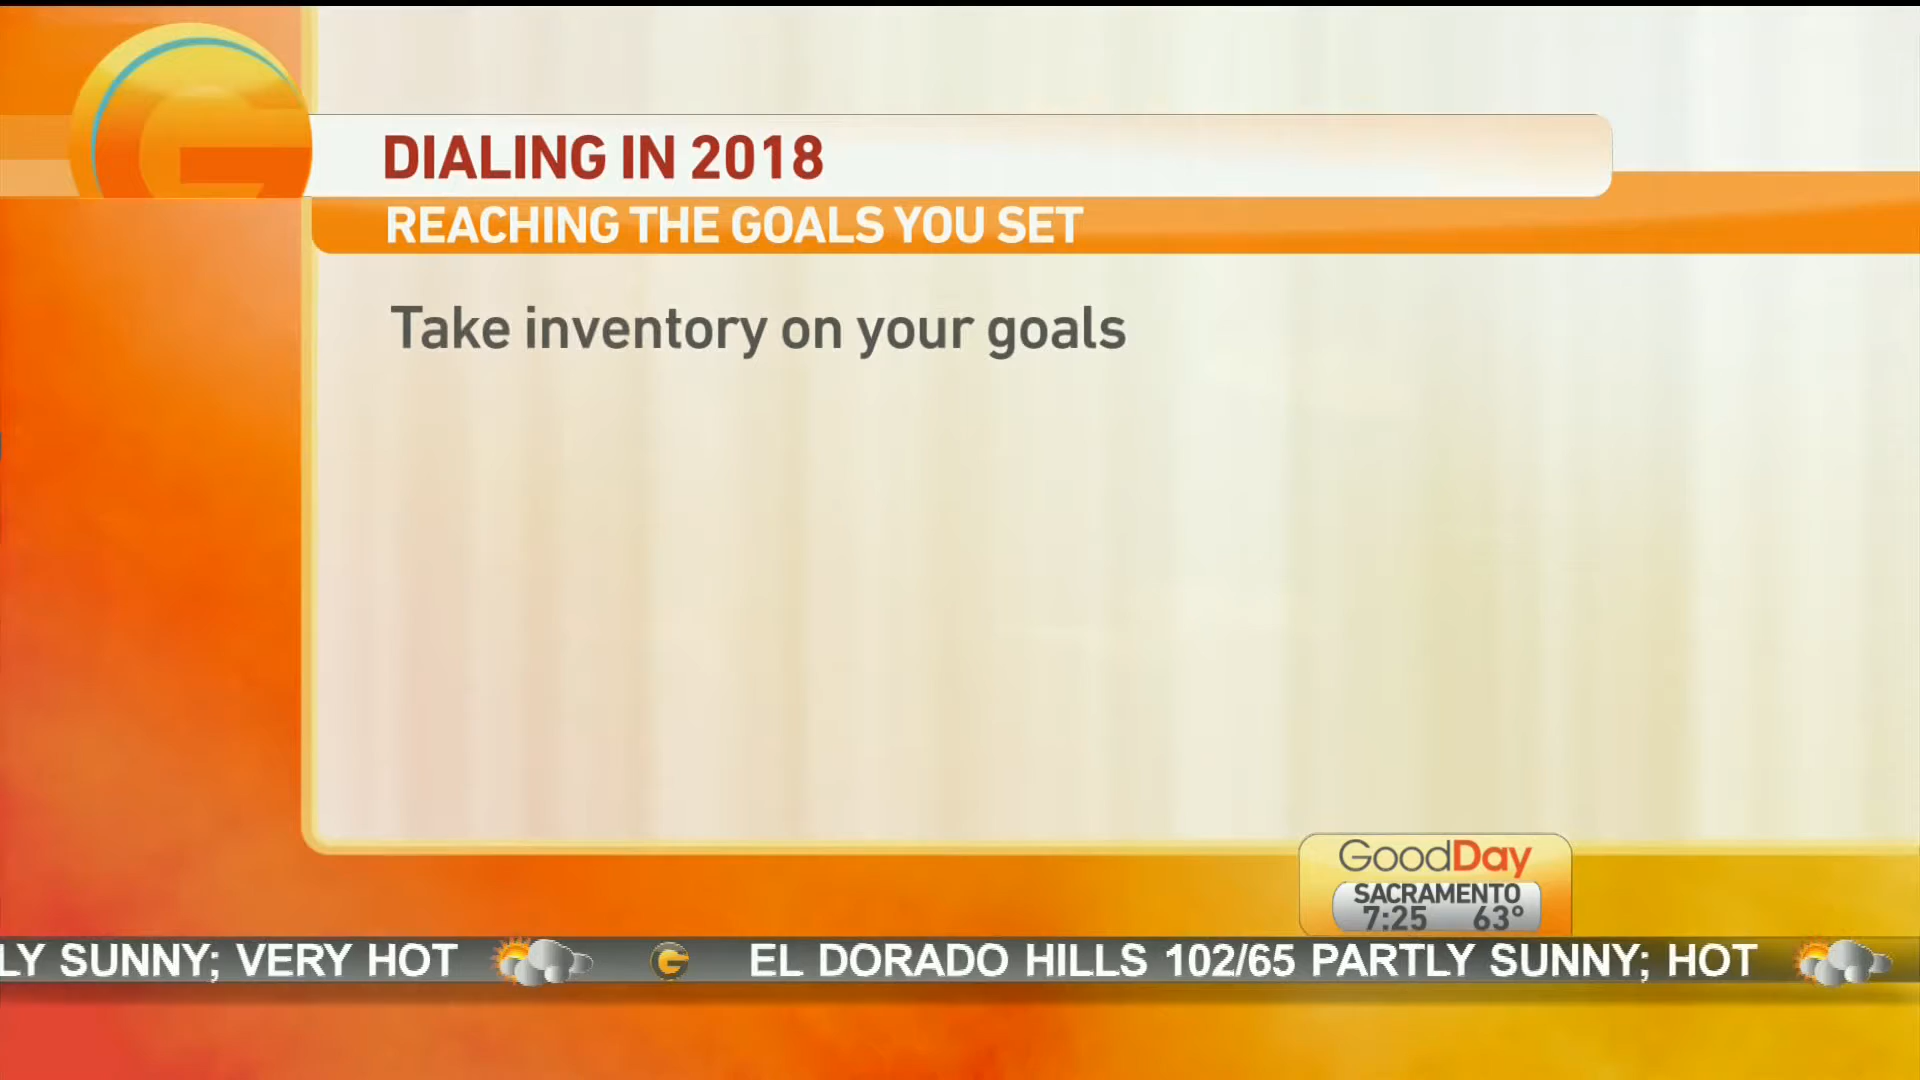 DIALING IN 2018
REACHING THE GOALS YOU SET
Take inventory on your goals
GoodDay
SACRAMENTO
7:25 63°
LY SUNNY; VERY HOT G EL DORADO HILLS 102/65 PARTLY SUNNY; HOT